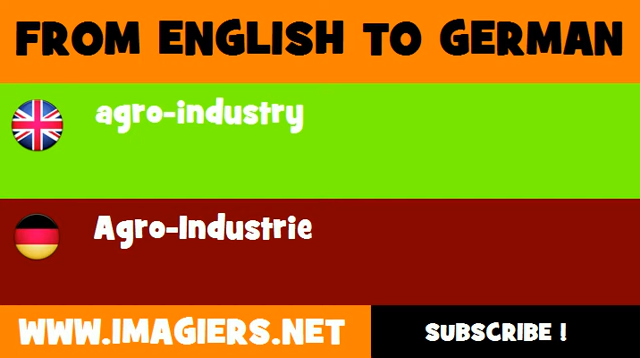 FROM ENGLISH TO GERMAN
agro-industry
Agro-Industrie
WWW.IMAGIERS.NET
SUBSCRIBE !